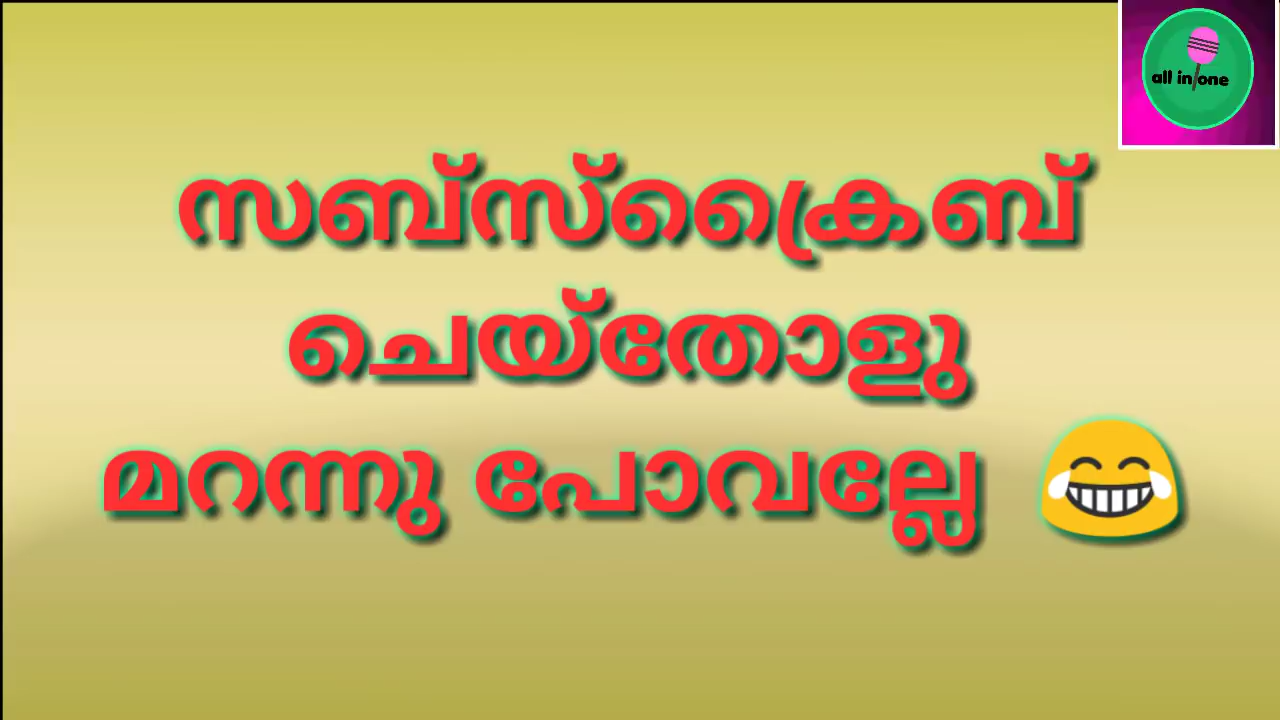 all in one
സബ്സ്ക്രൈബ്
ചെയ്തോളു
മറന്നു പോവല്ലേ 😂